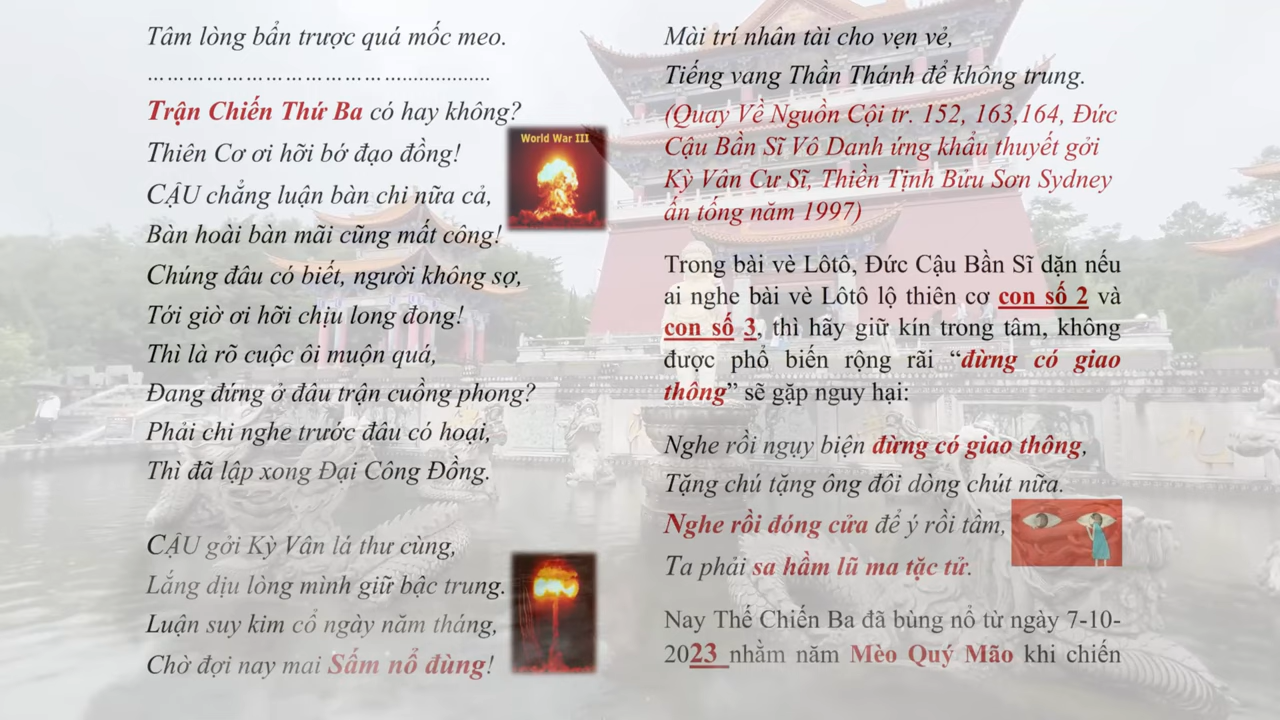 Tâm lòng bẩn trược quá mốc meo.
…………………………………................
Trận Chiến Thứ Ba có hay không?
Thiên Cơ ơi hỡi bớ đạo đồng!
CẬU chẳng luận bàn chi nữa cả,
Bàn hoài bàn mãi cũng mất công!
Chúng đâu có biết, người không sợ,
Tới giờ ơi hỡi chịu long đong!
Thì là rõ cuộc ôi muộn quá,
Đang đứng ở đâu trận cuồng phong?
Phải chi nghe trước đâu có hoại,
Thì đã lập xong Đại Công Đồng.
CẬU gởi Kỳ Vân lá thư cùng,
Lắng dịu lòng mình giữ bậc trung.
Luận suy kim cổ ngày năm tháng,
Chờ đợi nay mai Sấm nổ đùng!
World War III
Mài trí nhân tài cho vẹn vẻ,
Tiếng vang Thần Thánh để không trung.
(Quay Về Nguồn Cội tr. 152, 163,164, Đức
Cậu Bần Sĩ Vô Danh ứng khẩu thuyết gởi
Kỳ Vân Cư Sĩ, Thiền Tịnh Bửu Sơn Sydney
ấn tống năm 1997)
Trong bài vè Lôtô, Đức Cậu Bần Sĩ dặn nếu
ai nghe bài vè Lôtô lộ thiên cơ con số 2 và
con số 3, thì hãy giữ kín trong tâm, không
được phổ biến rộng rãi “đừng có giao
thông” sẽ gặp nguy hại:
Nghe rồi ngụy biện đừng có giao thông,
Tặng chú tặng ông đôi dòng chút nữa.
Nghe rồi đóng cửa để ý rồi tầm,
Ta phải sa hầm lũ ma tặc tử.
Nay Thế Chiến Ba đã bùng nổ từ ngày 7-10-
2023 nhằm năm Mèo Quý Mão khi chiến